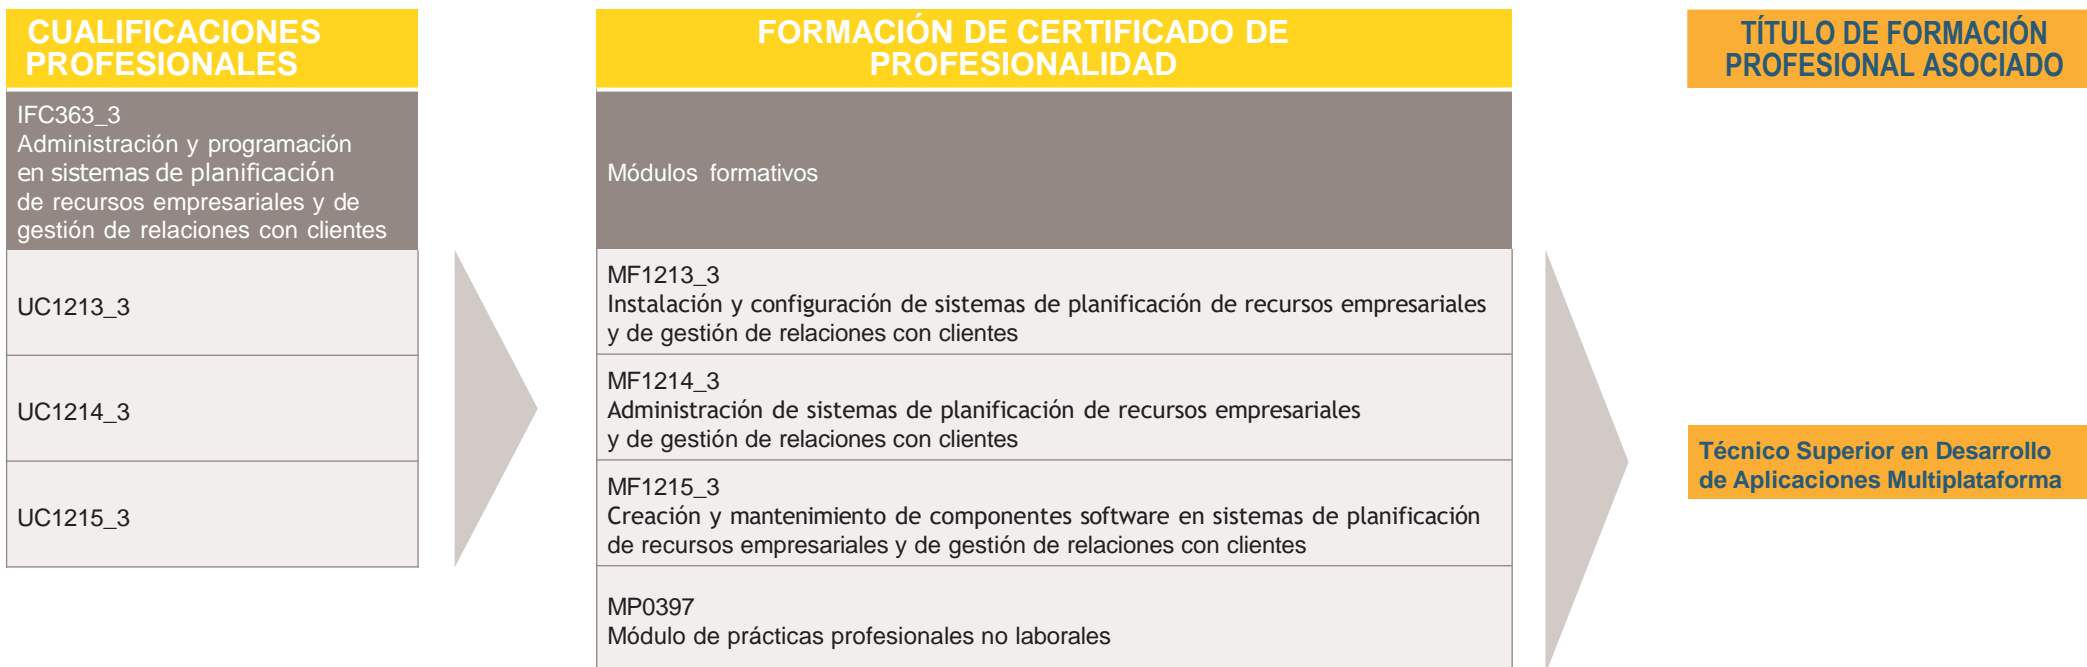 CUALIFICACIONES
PROFESIONALES
IFC363_3
Administración y programación
en sistemas de planificación
de recursos empresariales y de
gestión de relaciones con clientes
UC1213_3
UC1214_3
UC1215_3
FORMACIÓN DE CERTIFICADO DE
PROFESIONALIDAD
Módulos formativos
MF1213_3
Instalación y configuración de sistemas de planificación de recursos empresariales
y de gestión de relaciones con clientes
MF1214_3
Administración de sistemas de planificación de recursos empresariales
y de gestión de relaciones con clientes
MF1215_3
Creación y mantenimiento de componentes software en sistemas de planificación
de recursos empresariales y de gestión de relaciones con clientes
MP0397
Módulo de prácticas profesionales no laborales
TÍTULO DE FORMACIÓN
PROFESIONAL ASOCIADO
Técnico Superior en Desarrollo
de Aplicaciones Multiplataforma